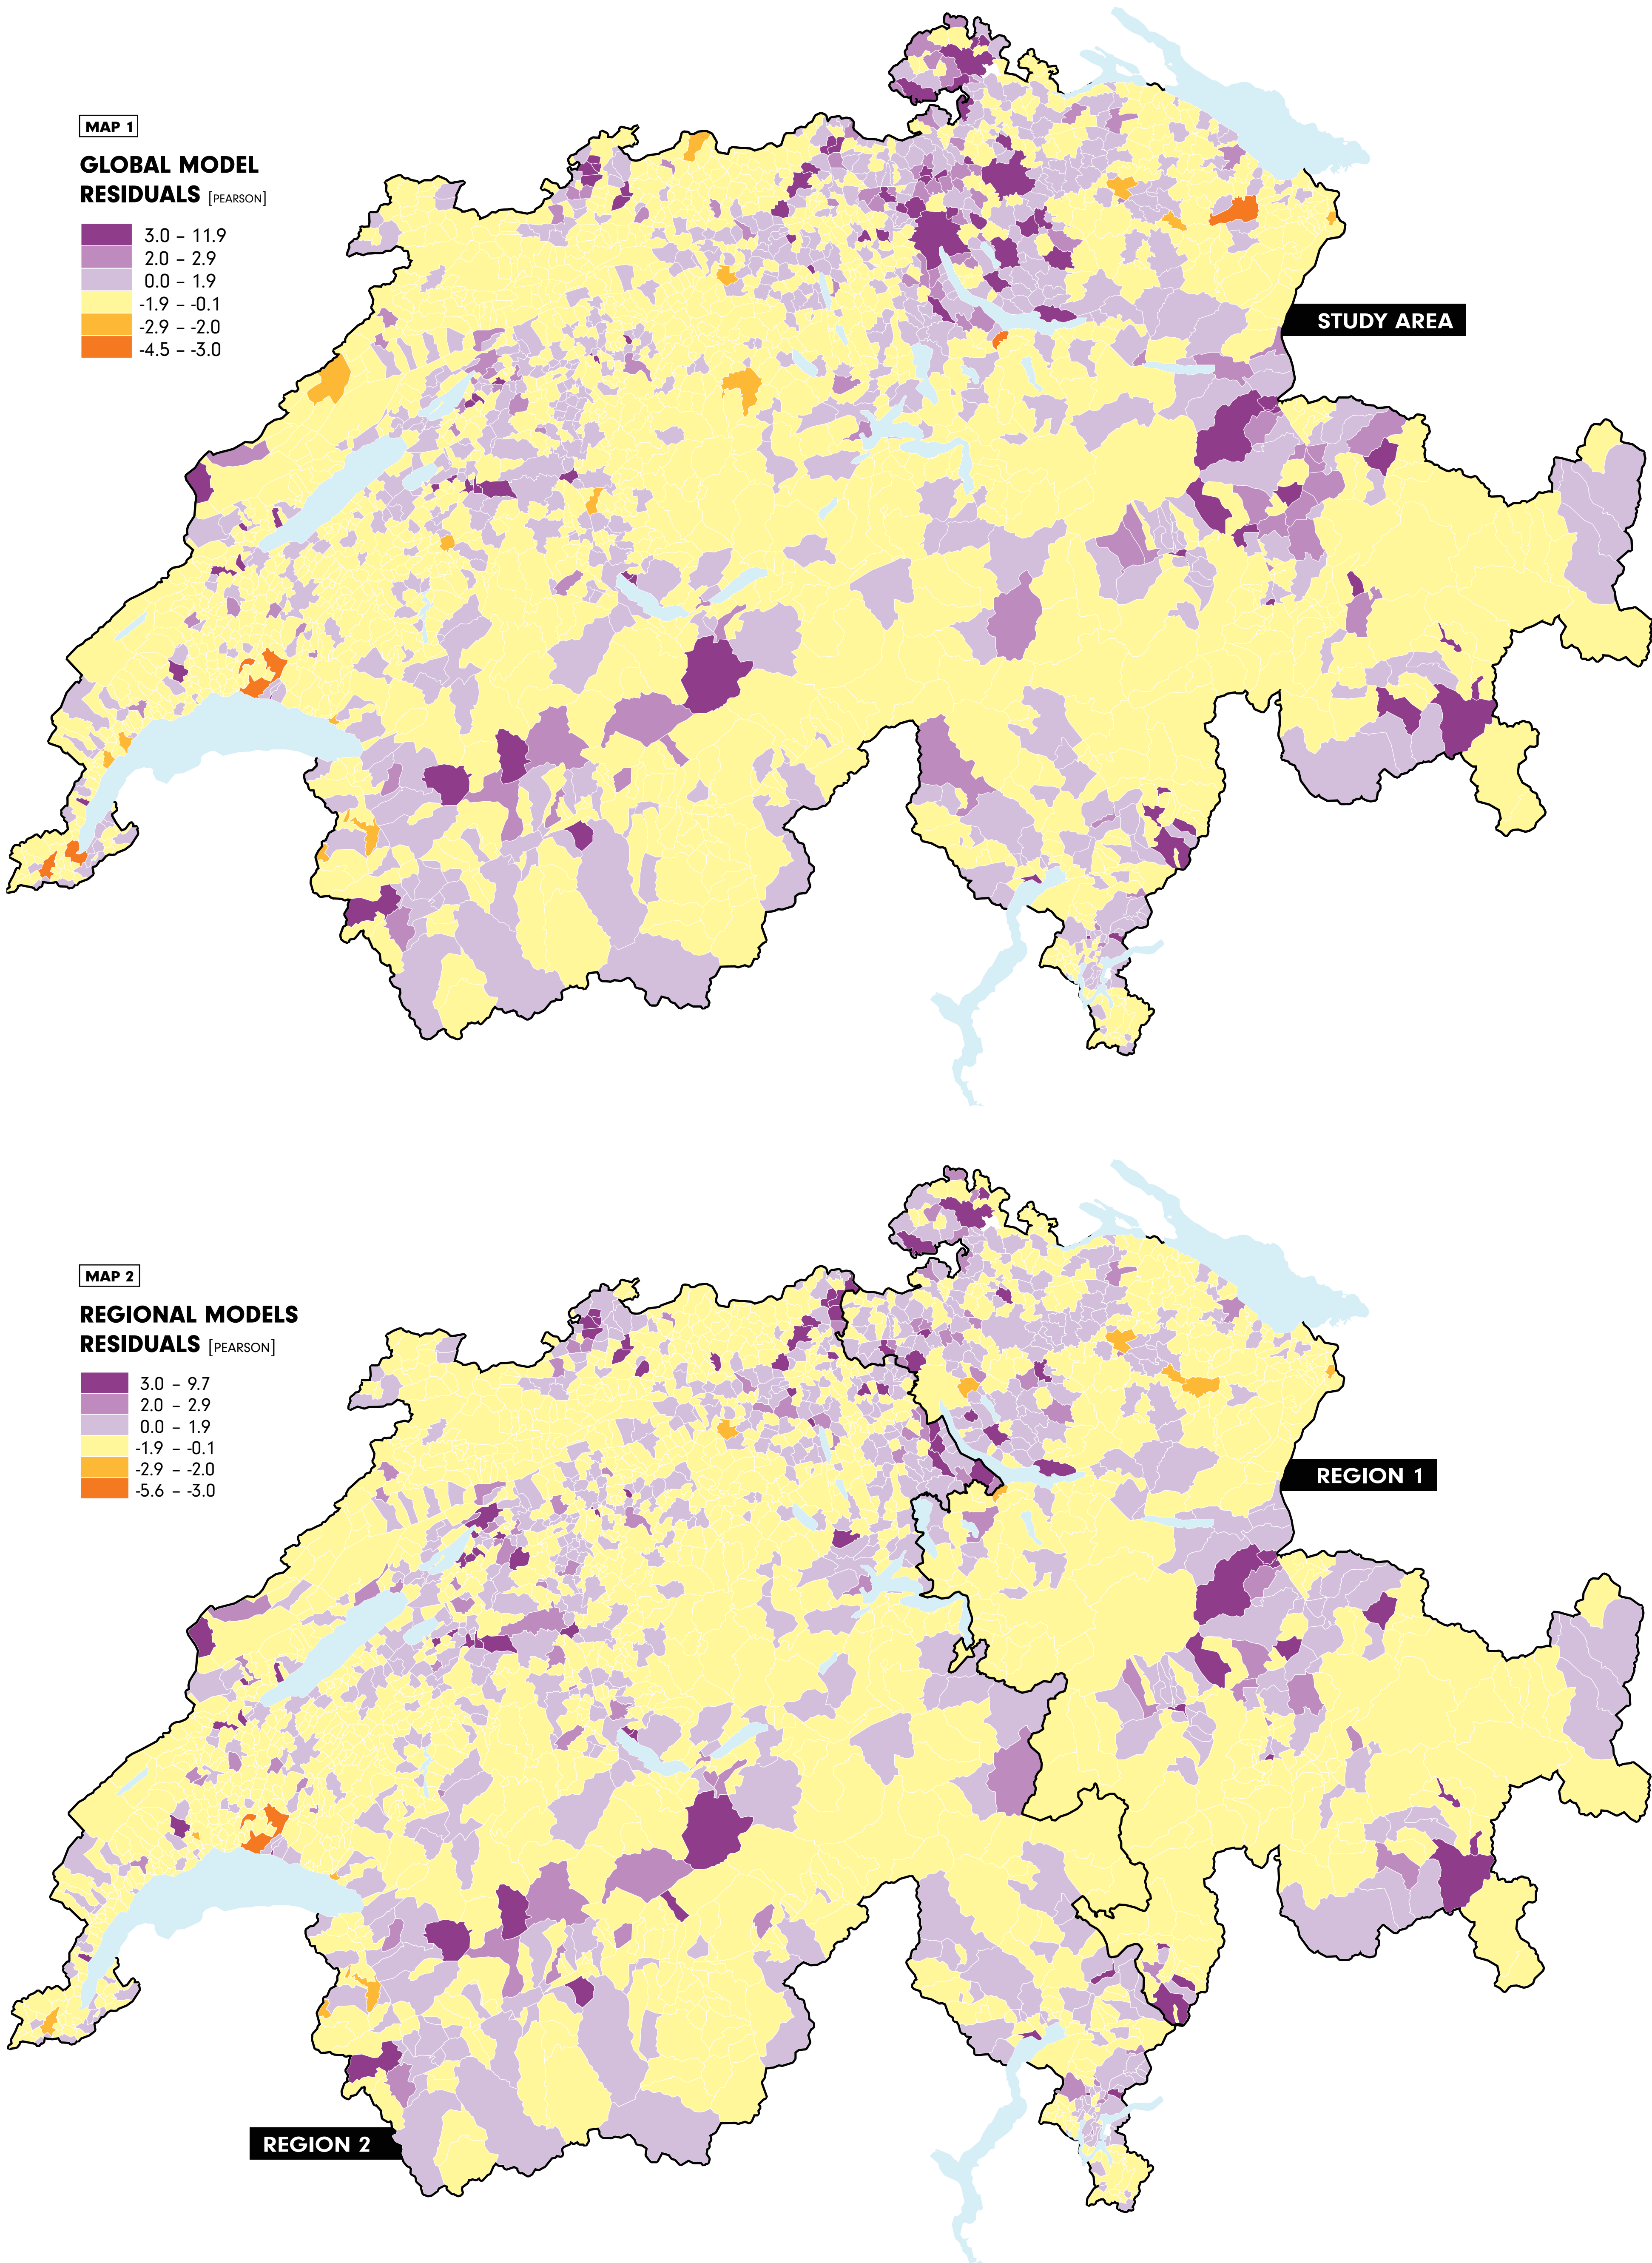 MAP 1
GLOBAL MODEL
RESIDUALS [PEARSON]
3.0 – 11.9
2.0 – 2.9
0.0 – 1.9
-1.9 – -0.1
-2.9 – -2.0
-4.5 – -3.0
STUDY AREA
MAP 2
REGIONAL MODELS
RESIDUALS [PEARSON]
3.0 – 9.7
2.0 – 2.9
0.0 – 1.9
-1.9 – -0.1
-2.9 – -2.0
-5.6 – -3.0
REGION 1
REGION 2